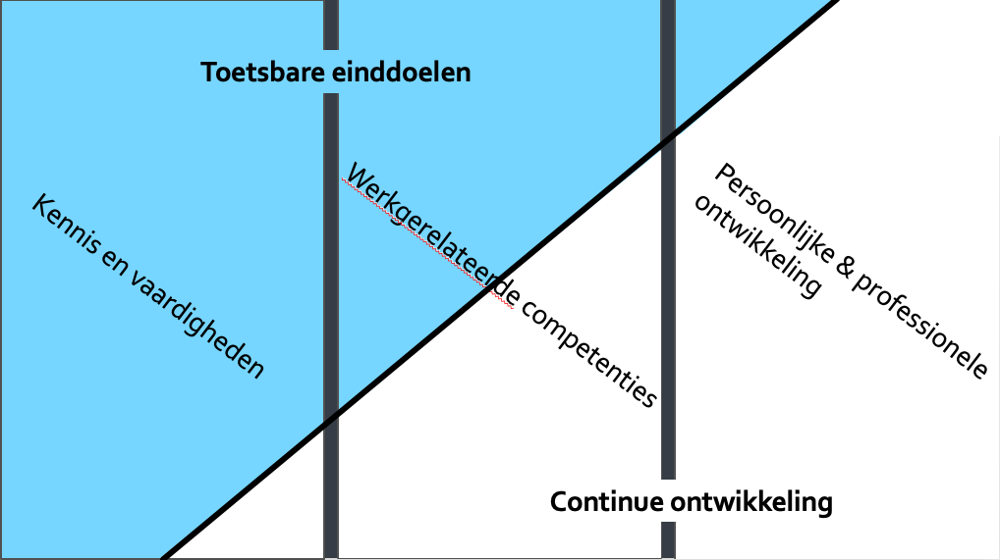 Toetsbare einddoelen
Kennis en vaardigheden
Werkgerelateerde competenties
Persoonlijke & professionele
ontwikkeling
Continue ontwikkeling